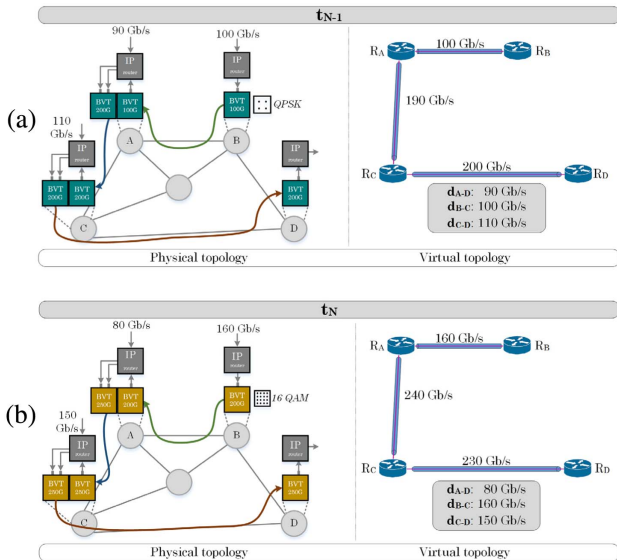 tN-1
(a)
90 Gb/s
100 Gb/s
IP
router
IP
router
BVT
200G
BVT
100G
BVT
100G
QPSK
110
Gb/s
IP
router
A
B
IP
router
BVT
200G
BVT
200G
BVT
200G
C
D
Physical topology
RA
100 Gb/s
RB
190 Gb/s
RC
200 Gb/s
RD
dA-D: 90 Gb/s
dB-C: 100 Gb/s
dC-D: 110 Gb/s
Virtual topology
tN
(b)
80 Gb/s
160 Gb/s
IP
router
IP
router
BVT
250G
BVT
200G
BVT
200G
16 QAM
150
Gb/s
IP
router
A
B
IP
router
BVT
250G
BVT
250G
BVT
250G
C
D
Physical topology
RA
160 Gb/s
RB
240 Gb/s
RC
230 Gb/s
RD
dA-D: 80 Gb/s
dB-C: 160 Gb/s
dC-D: 150 Gb/s
Virtual topology